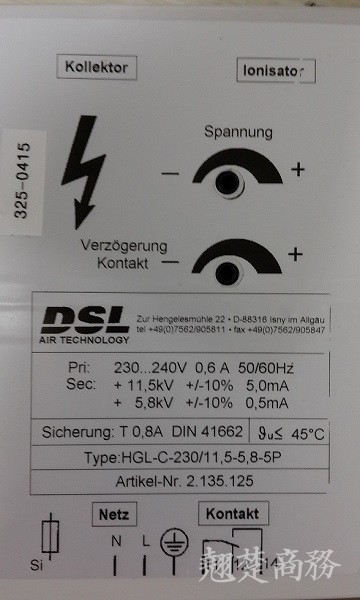 Kollektor
Ionisator
Spannung
− +
325-0415
Verzögerung
Kontakt
− +
DSL
AIR TECHNOLOGY
Zur Hengelesmühle 22 • D-88316 Isny im Allgäu
tel +49(0)7562/905811 • fax +49(0)7562/905847
Pri: 230...240V 0,6 A 50/60Hz
Sec: + 11,5kV +/-10% 5,0mA
+ 5,8kV +/-10% 0,5mA
Sicherung: T 0,8A DIN 41662
ϑu≤ 45°C
Type:HGL-C-230/11,5-5,8-5P
Artikel-Nr. 2.135.125
Netz
Kontakt
N L
Si
翹楚商務